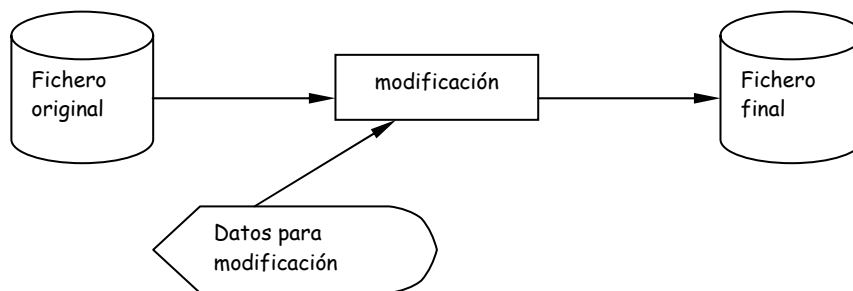 Fichero
original
modificación
Fichero
final
Datos para
modificación